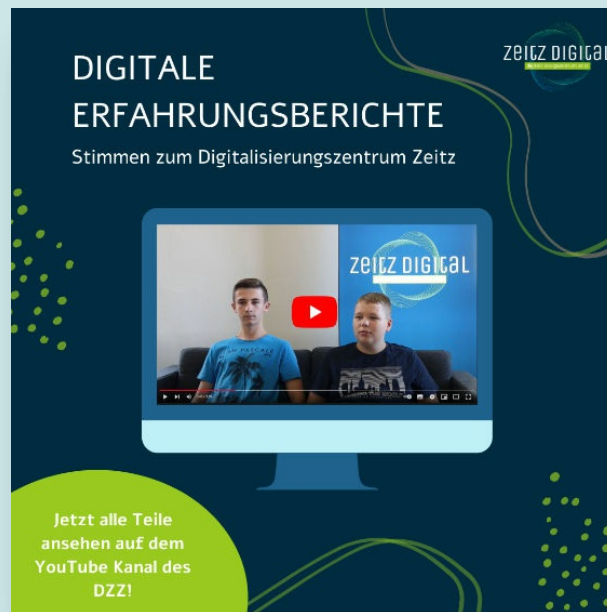 DIGITALE
ERFAHRUNGSBERICHTE
Stimmen zum Digitalisierungszentrum Zeitz
zeitz digital
zeitz digital
Jetzt alle Teile
ansehen auf dem
YouTube Kanal des
DZZ!